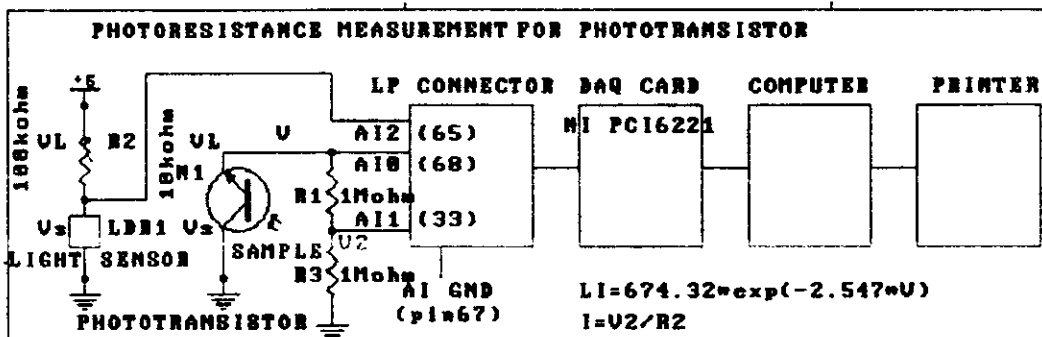 PHOTORESISTANCE MEASUREMENT FOR PHOTOTRANSISTOR
+5
LP CONNECTOR
DAQ CARD
COMPUTER
PRINTER
NI PCI6221
100kohm
VL
R2
10kohm
VL
V
M1
AI2 (65)
AI0 (68)
R1
1Mohm
AI1 (33)
Vs
LDR1
Vs
V2
LIGHT SENSOR
SAMPLE
R3
1Mohm
AI GND
(pin67)
PHOTOTRANSISTOR
LI=674.32*exp(-2.547*V)
I=V2/R2